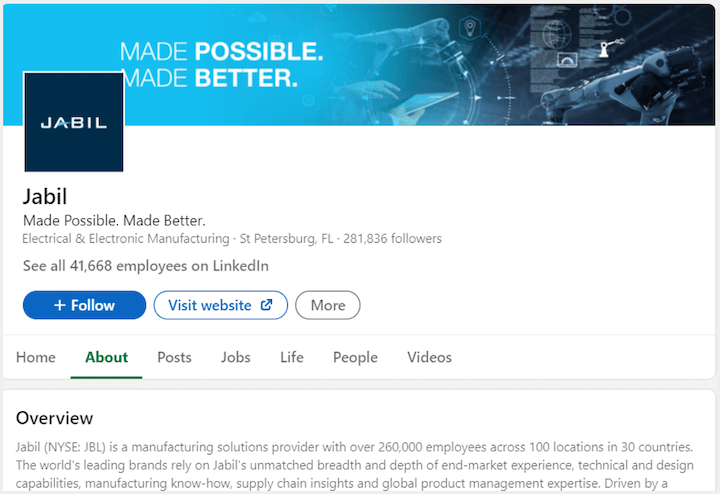 MADE POSSIBLE.
MADE BETTER.
JABIL
Jabil
Made Possible. Made Better.
Electrical & Electronic Manufacturing · St Petersburg, FL · 281,836 followers
See all 41,668 employees on LinkedIn
+ Follow
Visit website
More
Home About Posts Jobs Life People Videos
Overview
Jabil (NYSE: JBL) is a manufacturing solutions provider with over 260,000 employees across 100 locations in 30 countries.
The world's leading brands rely on Jabil's unmatched breadth and depth of end-market experience, technical and design
capabilities, manufacturing know-how, supply chain insights and global product management expertise. Driven by a